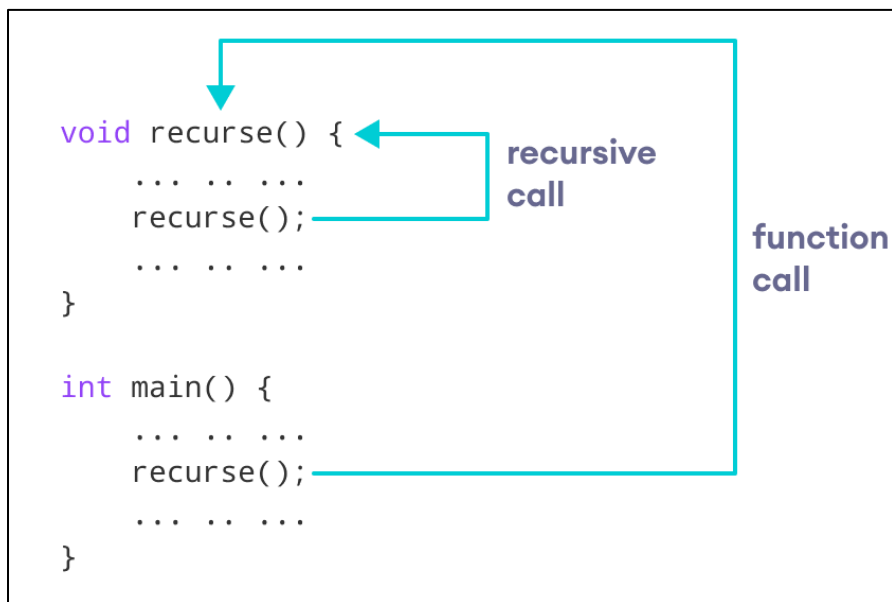 void recurse() {
... .. ...
recurse();
... .. ...
}
recursive
call
function
call
int main() {
... .. ...
recurse();
... .. ...
}